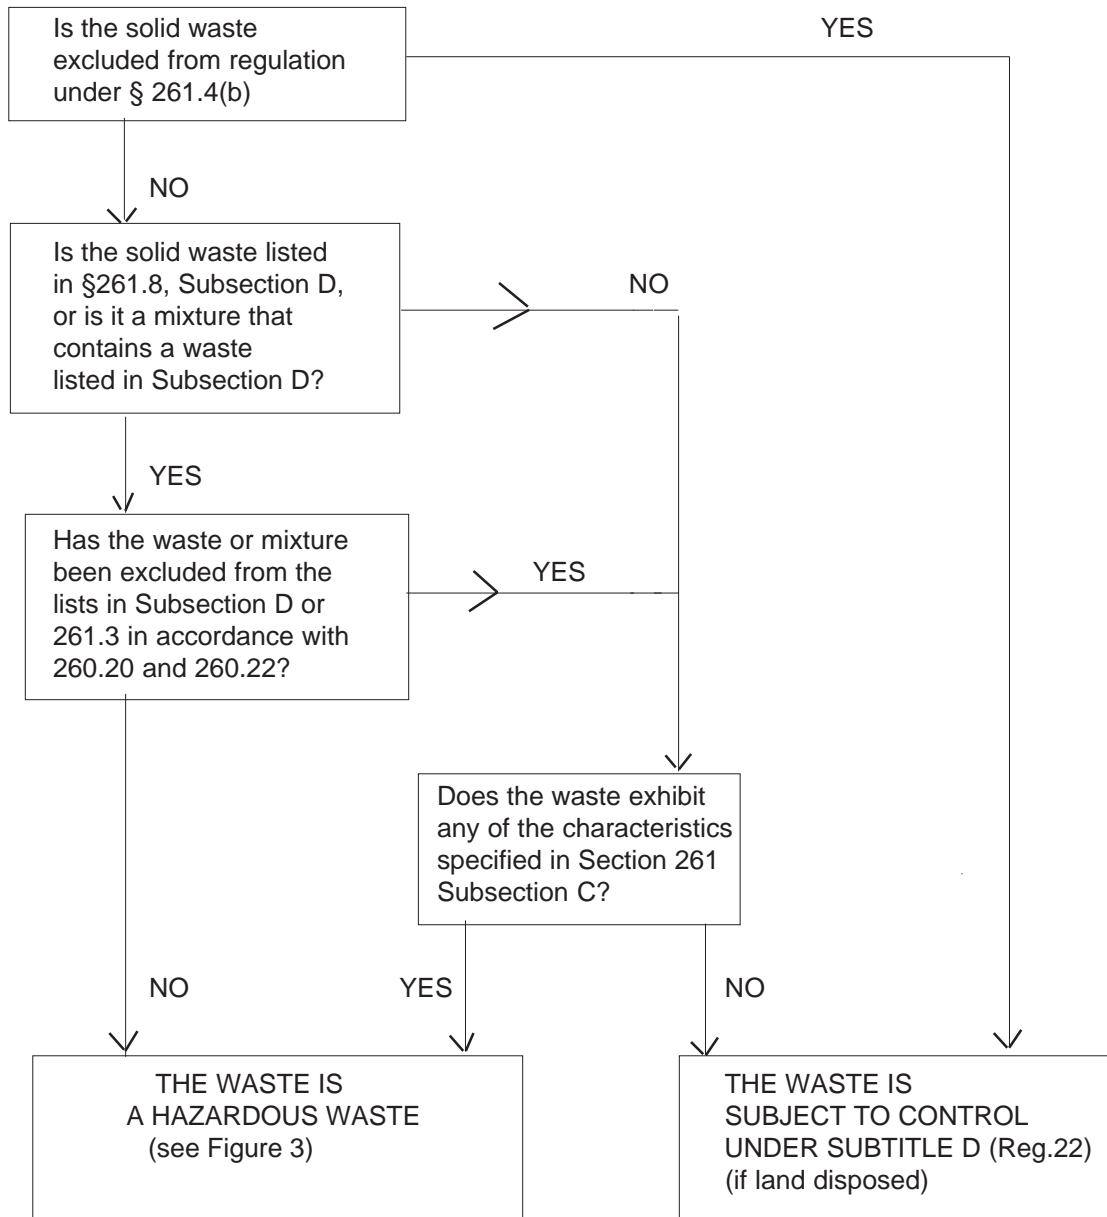 Is the solid waste
excluded from regulation
under § 261.4(b)
YES
NO
Is the solid waste listed
in §261.8, Subsection D,
or is it a mixture that
contains a waste
listed in Subsection D?
NO
YES
Has the waste or mixture
been excluded from the
lists in Subsection D or
261.3 in accordance with
260.20 and 260.22?
YES
Does the waste exhibit
any of the characteristics
specified in Section 261
Subsection C?
NO
YES
NO
THE WASTE IS
A HAZARDOUS WASTE
(see Figure 3)
THE WASTE IS
SUBJECT TO CONTROL
UNDER SUBTITLE D (Reg.22)
(if land disposed)